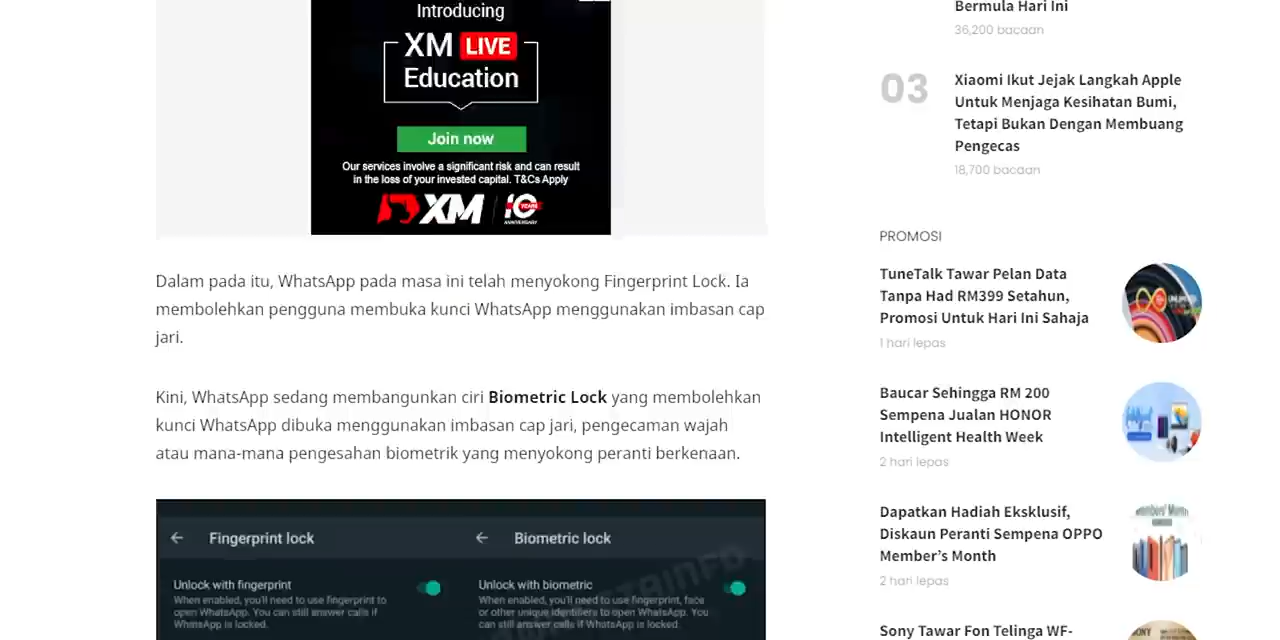 Introducing
XM LIVE
Education
Join now
Our services involve a significant risk and can result
in the loss of your invested capital. T&Cs Apply
XM 10 YEARS ANNIVERSARY
Dalam pada itu, WhatsApp pada masa ini telah menyokong Fingerprint Lock. Ia
membolehkan pengguna membuka kunci WhatsApp menggunakan imbasan cap
jari.
Kini, WhatsApp sedang membangunkan ciri Biometric Lock yang membolehkan
kunci WhatsApp dibuka menggunakan imbasan cap jari, pengecaman wajah
atau mana-mana pengesahan biometrik yang menyokong peranti berkenaan.
Fingerprint lock
Unlock with fingerprint
When enabled, you'll need to use fingerprint to
open WhatsApp. You can still answer calls if
WhatsApp is locked.
Biometric lock
Unlock with biometric
When enabled, you'll need to use fingerprint, face
or other unique identifiers to open WhatsApp. You
can still answer calls if WhatsApp is locked.
Bermula Hari Ini
36,200 bacaan
03
Xiaomi Ikut Jejak Langkah Apple
Untuk Menjaga Kesihatan Bumi,
Tetapi Bukan Dengan Membuang
Pengecas
18,700 bacaan
PROMOSI
TuneTalk Tawar Pelan Data
Tanpa Had RM399 Setahun,
Promosi Untuk Hari Ini Sahaja
1 hari lepas
Baucar Sehingga RM 200
Sempena Jualan HONOR
Intelligent Health Week
2 hari lepas
Dapatkan Hadiah Eksklusif,
Diskaun Peranti Sempena OPPO
Member's Month
2 hari lepas
Sony Tawar Fon Telinga WF-